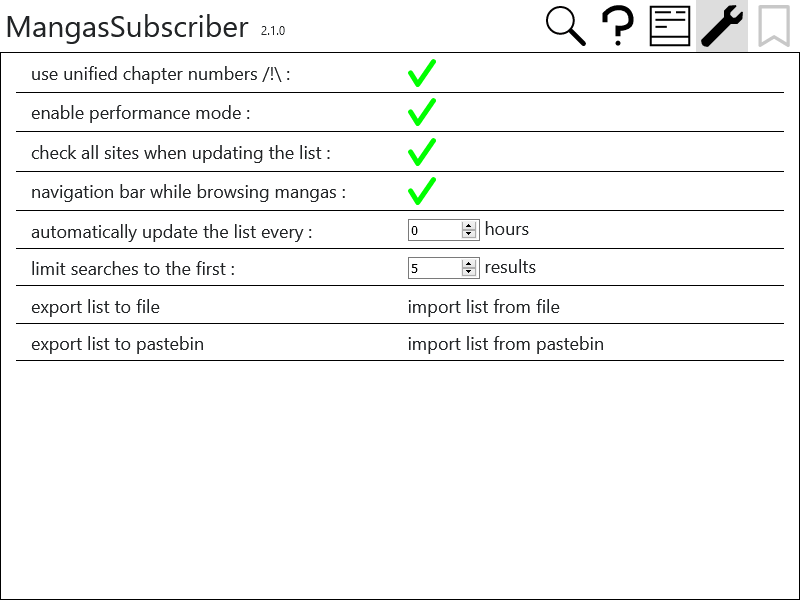 MangasSubscriber 2.1.0
use unified chapter numbers /!\ :
enable performance mode :
check all sites when updating the list :
navigation bar while browsing mangas :
automatically update the list every : 0 hours
limit searches to the first : 5 results
export list to file import list from file
export list to pastebin import list from pastebin